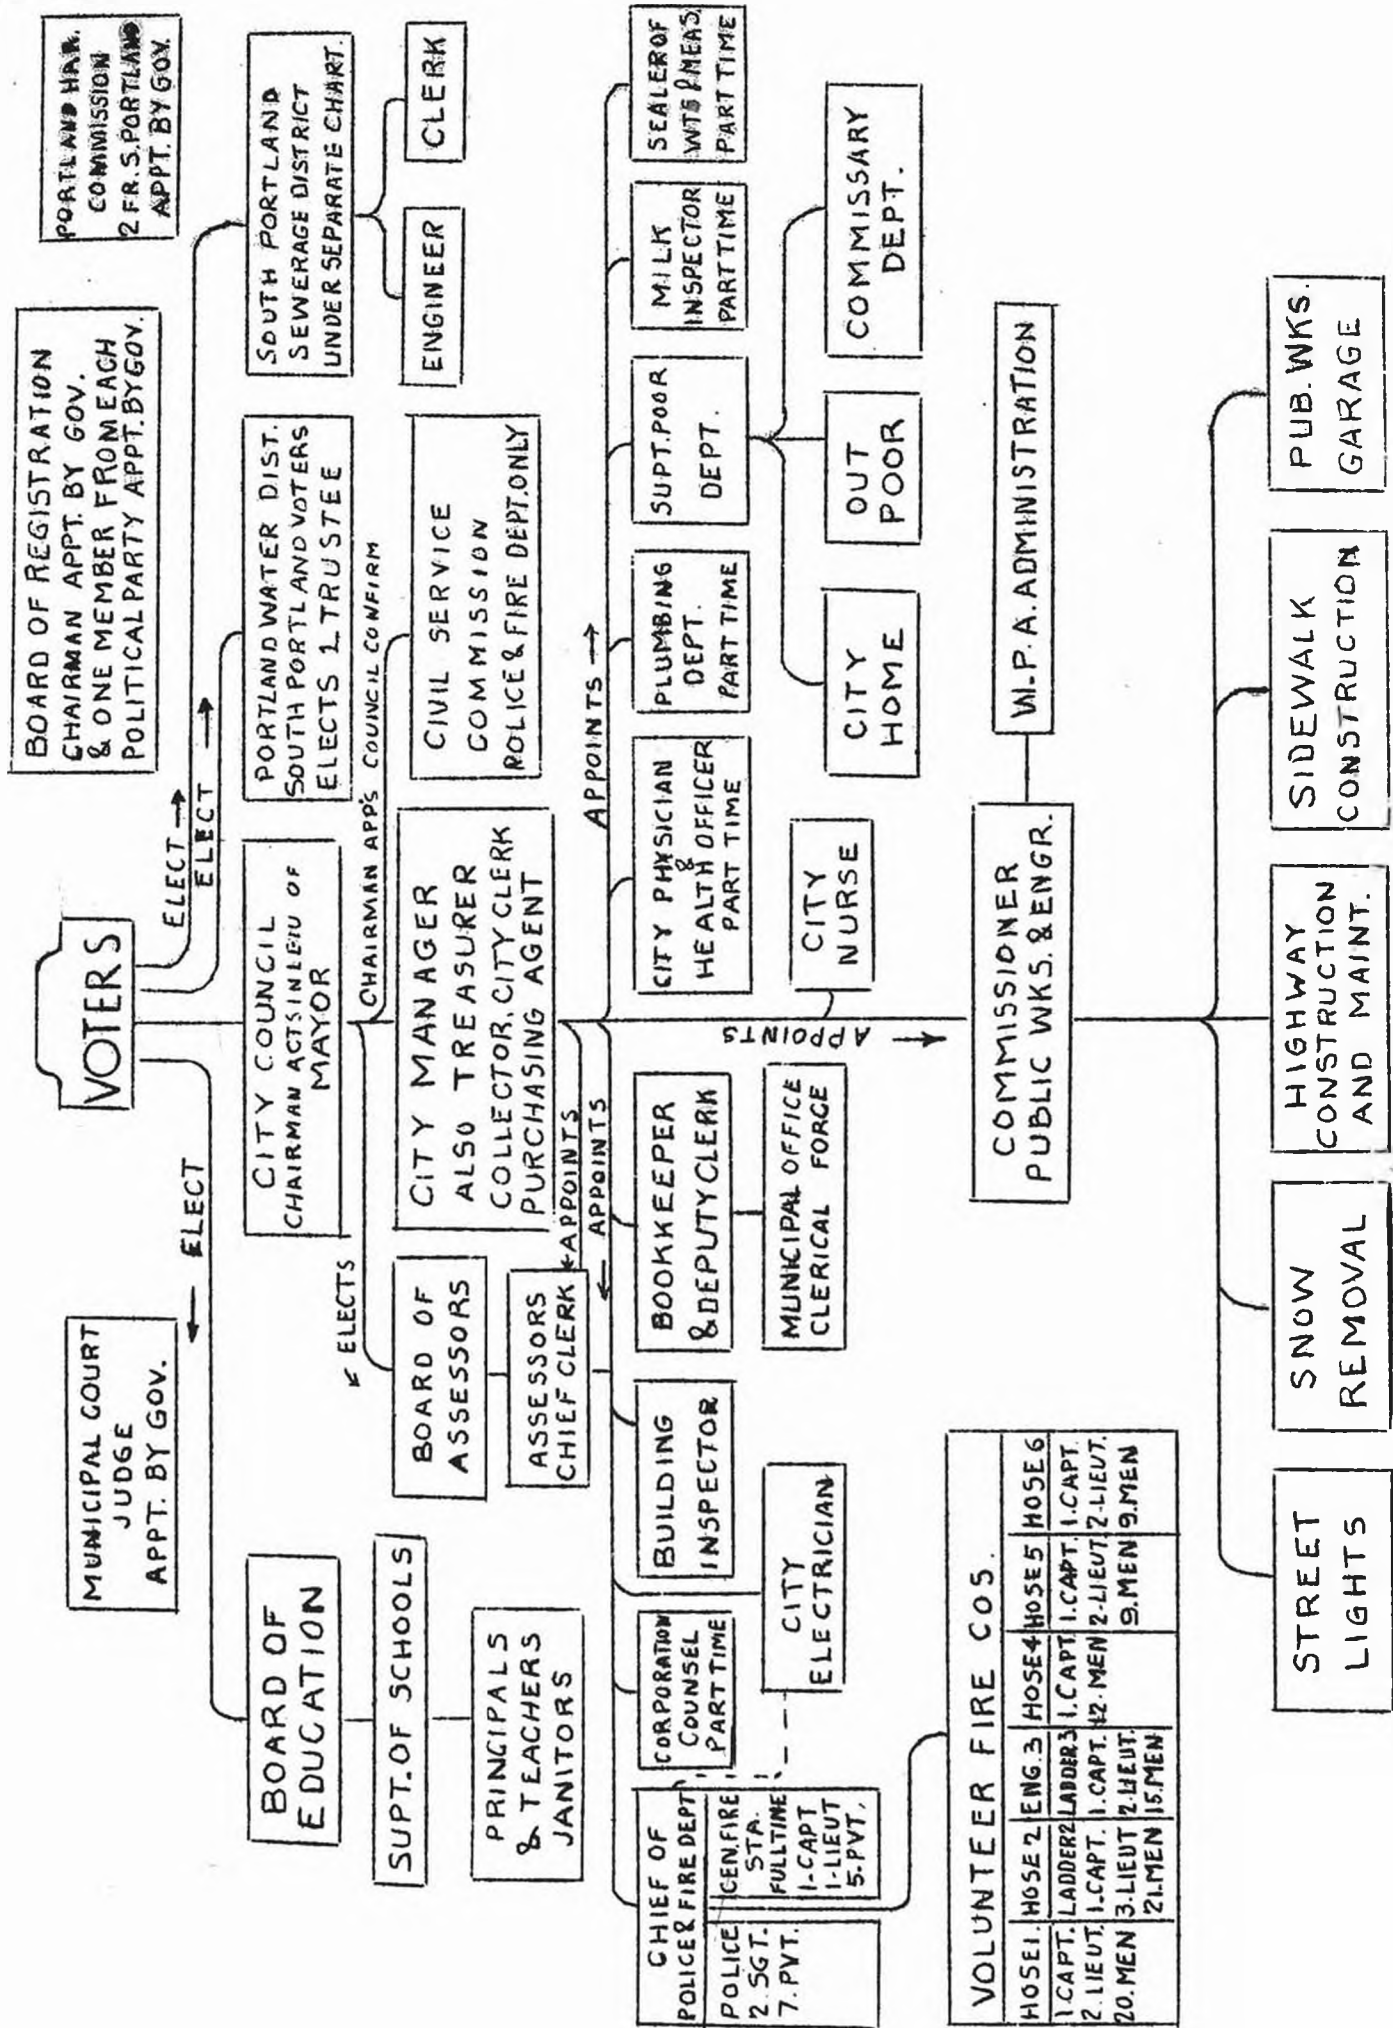 VOTERS
MUNICIPAL COURT
JUDGE
APPT. BY GOV.
BOARD OF REGISTRATION
CHAIRMAN APPT. BY GOV.
& ONE MEMBER FROM EACH
POLITICAL PARTY APPT. BY GOV.
PORTLAND HAR.
COMMISSION
2 FR. S. PORTLAND
APPT. BY GOV.
ELECT
ELECT
ELECT
BOARD OF
EDUCATION
CITY COUNCIL
CHAIRMAN ACTS IN LEIU OF
MAYOR
PORTLAND WATER DIST.
SOUTH PORTLAND VOTERS
ELECTS 1 TRUSTEE
SOUTH PORTLAND
SEWERAGE DISTRICT
UNDER SEPARATE CHART.
ELECTS
CHAIRMAN APP'S COUNCIL CONFIRM
SUPT. OF SCHOOLS
BOARD OF
ASSESSORS
CITY MANAGER
ALSO TREASURER
COLLECTOR, CITY CLERK
PURCHASING AGENT
CIVIL SERVICE
COMMISSION
POLICE & FIRE DEPT. ONLY
ENGINEER
CLERK
PRINCIPALS
& TEACHERS
JANITORS
ASSESSORS
CHIEF CLERK
APPOINTS
APPOINTS
APPOINTS
CHIEF OF
POLICE & FIRE DEPT
POLICE
2. SGT.
7. PVT.
CEN. FIRE
STA.
FULL TIME
1-CAPT
1-LIEUT
5. PVT.
CORPORATION
COUNSEL
PART TIME
BUILDING
INSPECTOR
BOOKKEEPER
& DEPUTY CLERK
CITY PHYSICIAN
&
HEALTH OFFICER
PART TIME
PLUMBING
DEPT.
PART TIME
SUPT. POOR
DEPT.
MILK
INSPECTOR
PART TIME
SEALER OF
WTS & MEAS.
PART TIME
CITY
ELECTRICIAN
MUNICIPAL OFFICE
CLERICAL FORCE
APPOINTS
CITY
NURSE
CITY
HOME
OUT
POOR
COMMISSARY
DEPT.
VOLUNTEER FIRE COS.
HOSE 1. HOSE 2 ENG. 3 HOSE 4 HOSE 5 HOSE 6
1. CAPT. LADDER 2 LADDER 3 1. CAPT. 1. CAPT. 1. CAPT.
2. LIEUT. 1. CAPT. 1. CAPT. 12. MEN 2. LIEUT. 2. LIEUT.
20. MEN 3. LIEUT 2. LIEUT. 9. MEN 9. MEN
21. MEN 15. MEN
COMMISSIONER
PUBLIC WKS. & ENGR.
W.P.A. ADMINISTRATION
STREET
LIGHTS
SNOW
REMOVAL
HIGHWAY
CONSTRUCTION
AND MAINT.
SIDEWALK
CONSTRUCTION
PUB. WKS.
GARAGE